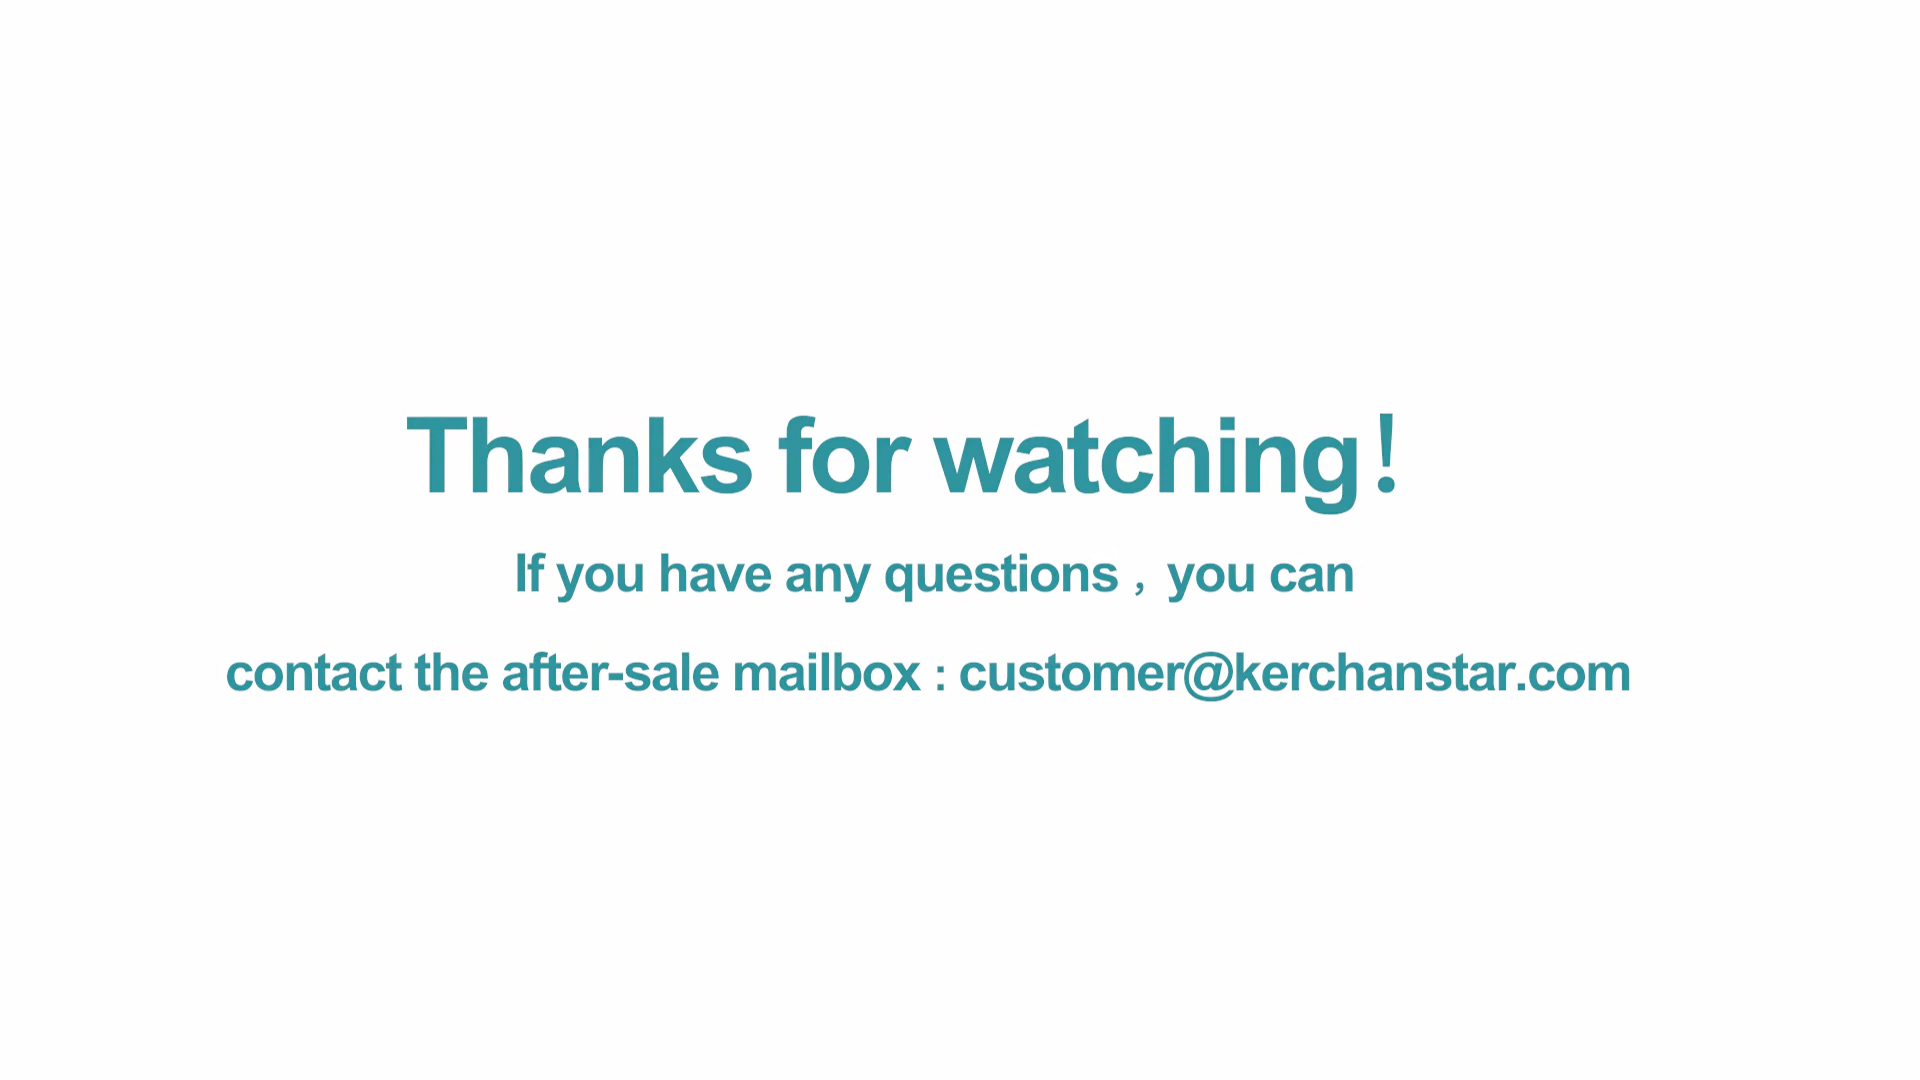 Thanks for watching!
If you have any questions , you can
contact the after-sale mailbox : customer@kerchanstar.com